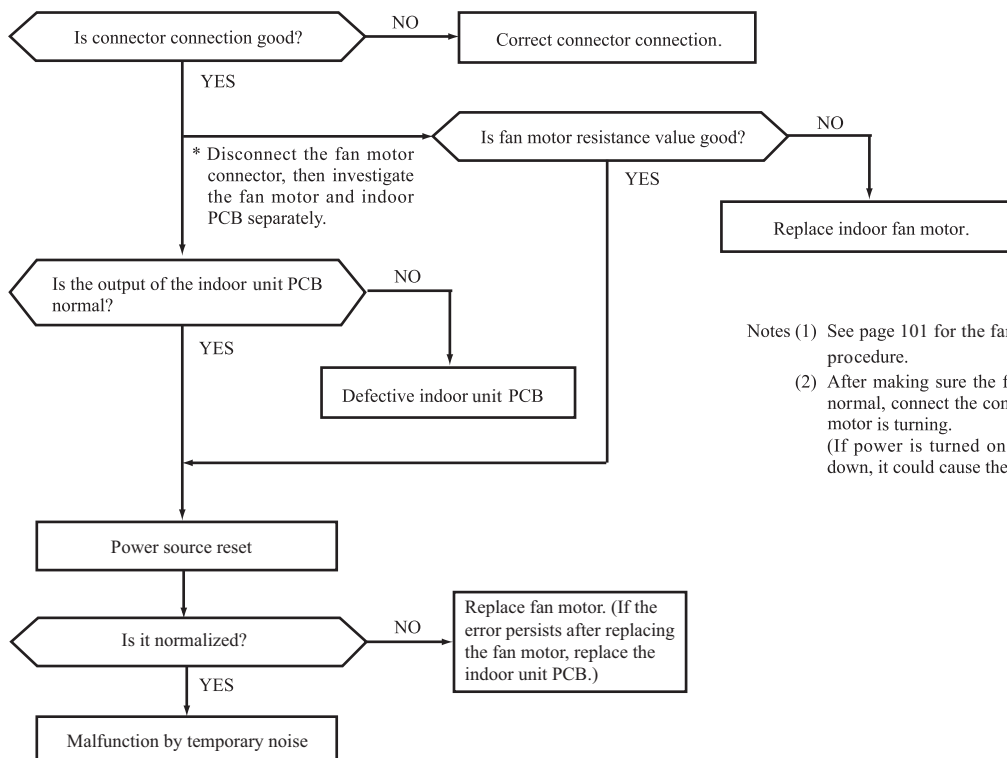 Is connector connection good?
NO
Correct connector connection.
YES
Is fan motor resistance value good?
NO
* Disconnect the fan motor
connector, then investigate
the fan motor and indoor
PCB separately.
YES
Replace indoor fan motor.
Is the output of the indoor unit PCB
normal?
NO
YES
Defective indoor unit PCB
Notes (1) See page 101 for the
procedure.
(2) After making sure the
normal, connect the
motor is turning.
(If power is turned on
down, it could cause the
Power source reset
Is it normalized?
NO
Replace fan motor. (If the
error persists after replacing
the fan motor, replace the
indoor unit PCB.)
YES
Malfunction by temporary noise